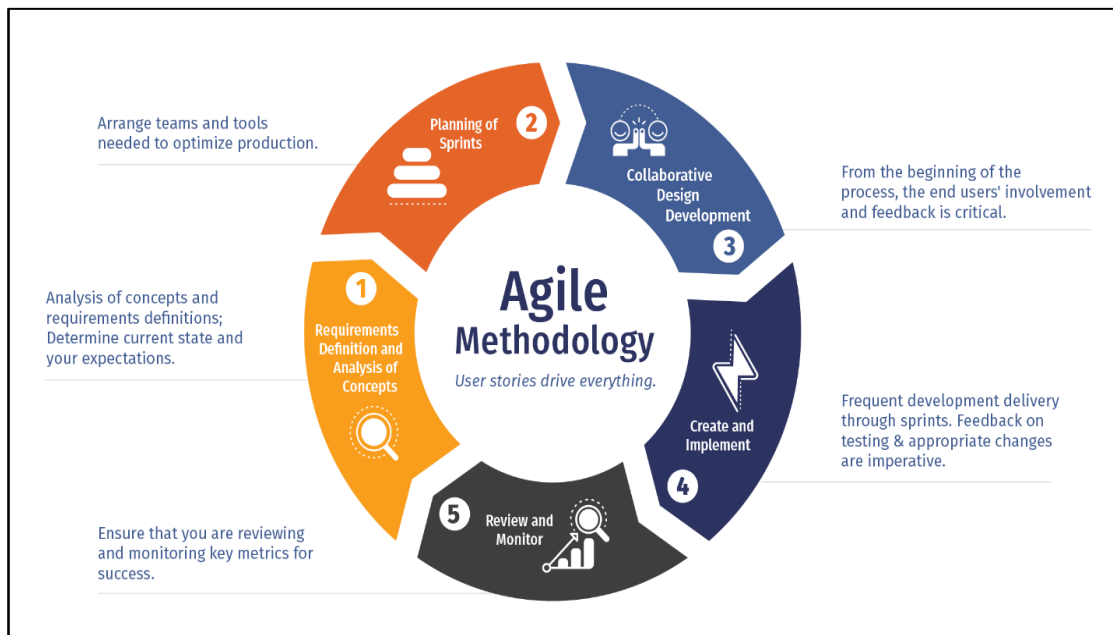 Agile
Methodology
User stories drive everything.
1
Requirements
Definition and
Analysis of
Concepts
Analysis of concepts and
requirements definitions;
Determine current state and
your expectations.
2
Planning of
Sprints
Arrange teams and tools
needed to optimize production.
Collaborative
Design
Development
3
From the beginning of the
process, the end users' involvement
and feedback is critical.
Create and
Implement
4
Frequent development delivery
through sprints. Feedback on
testing & appropriate changes
are imperative.
5
Review and
Monitor
Ensure that you are reviewing
and monitoring key metrics for
success.